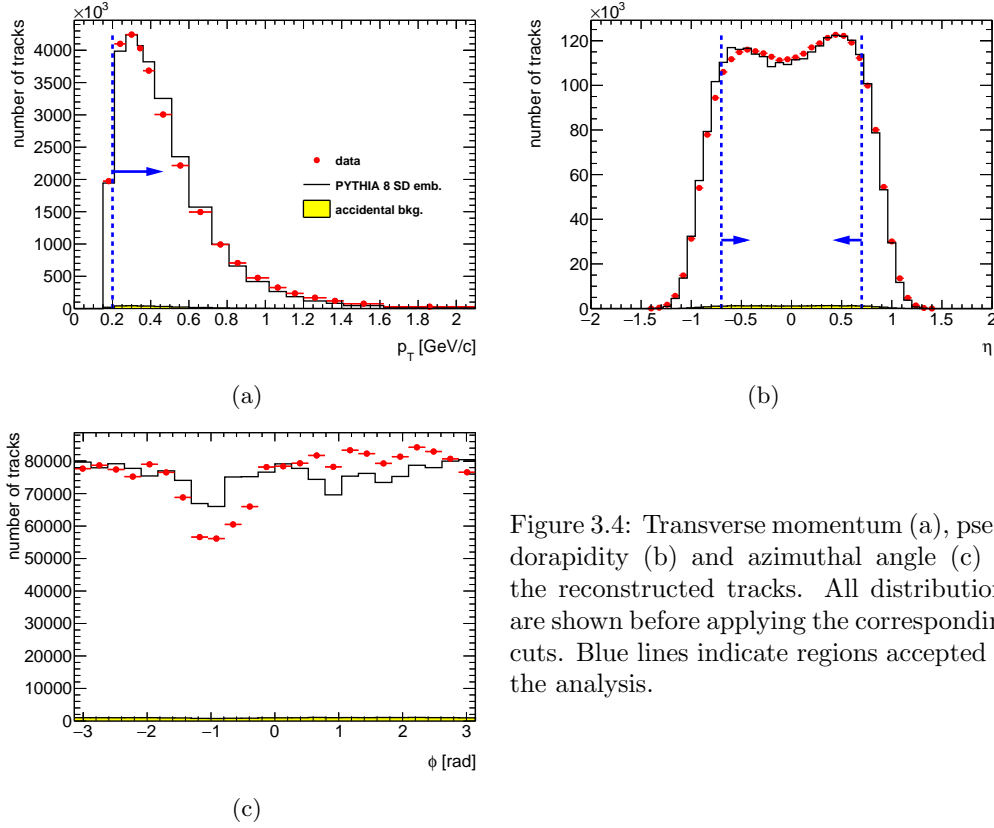 ×10³
number of tracks
4000
3500
3000
2500
2000
1500
1000
500
0
0 0.2 0.4 0.6 0.8 1 1.2 1.4 1.6 1.8 2
p_T [GeV/c]
data
PYTHIA 8 SD emb.
accidental bkg.
(a)
×10³
number of tracks
120
100
80
60
40
20
0
−2 −1.5 −1 −0.5 0 0.5 1 1.5 2
η
(b)
number of tracks
80000
70000
60000
50000
40000
30000
20000
10000
0
−3 −2 −1 0 1 2 3
ϕ [rad]
(c)
Figure 3.4: Transverse momentum (a), pse
dorapidity (b) and azimuthal angle (c)
the reconstructed tracks. All distribution
are shown before applying the correspondin
cuts. Blue lines indicate regions accepted
the analysis.